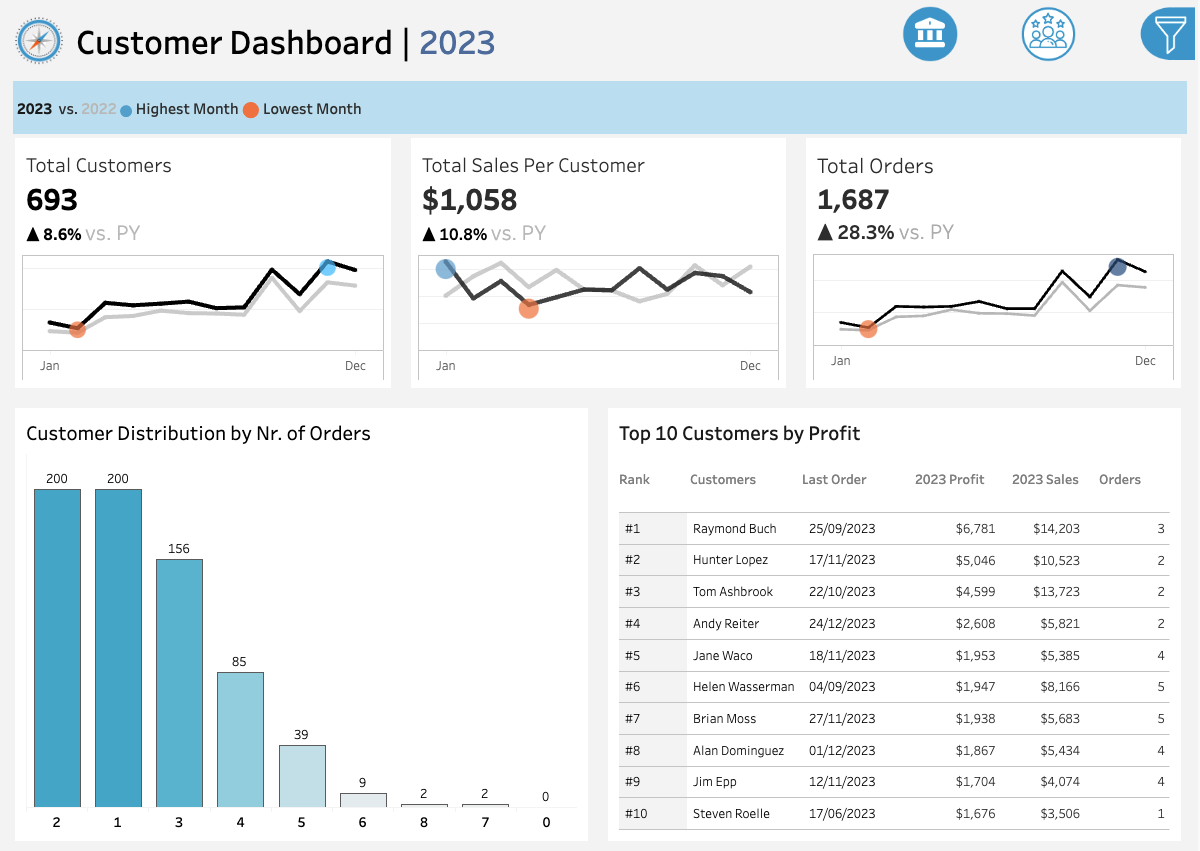 Customer Dashboard | 2023
2023 vs. 2022 Highest Month Lowest Month
Total Customers
693
▲ 8.6% vs. PY
Jan Dec
Total Sales Per Customer
$1,058
▲ 10.8% vs. PY
Jan Dec
Total Orders
1,687
▲ 28.3% vs. PY
Jan Dec
Customer Distribution by Nr. of Orders
200 200 156 85 39 9 2 2 0
2 1 3 4 5 6 8 7 0
Top 10 Customers by Profit
Rank Customers Last Order 2023 Profit 2023 Sales Orders
#1 Raymond Buch 25/09/2023 $6,781 $14,203 3
#2 Hunter Lopez 17/11/2023 $5,046 $10,523 2
#3 Tom Ashbrook 22/10/2023 $4,599 $13,723 2
#4 Andy Reiter 24/12/2023 $2,608 $5,821 2
#5 Jane Waco 18/11/2023 $1,953 $5,385 4
#6 Helen Wasserman 04/09/2023 $1,947 $8,166 5
#7 Brian Moss 27/11/2023 $1,938 $5,683 5
#8 Alan Dominguez 01/12/2023 $1,867 $5,434 4
#9 Jim Epp 12/11/2023 $1,704 $4,074 4
#10 Steven Roelle 17/06/2023 $1,676 $3,506 1